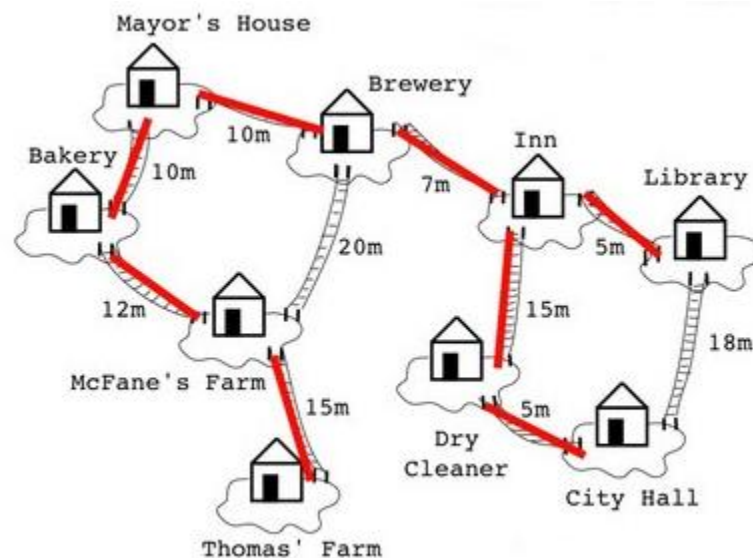 Mayor's House
Brewery
10m
Inn
Bakery
10m
7m
Library
20m
5m
12m
15m
18m
McFane's Farm
15m
5m
Dry
Cleaner
City Hall
Thomas' Farm